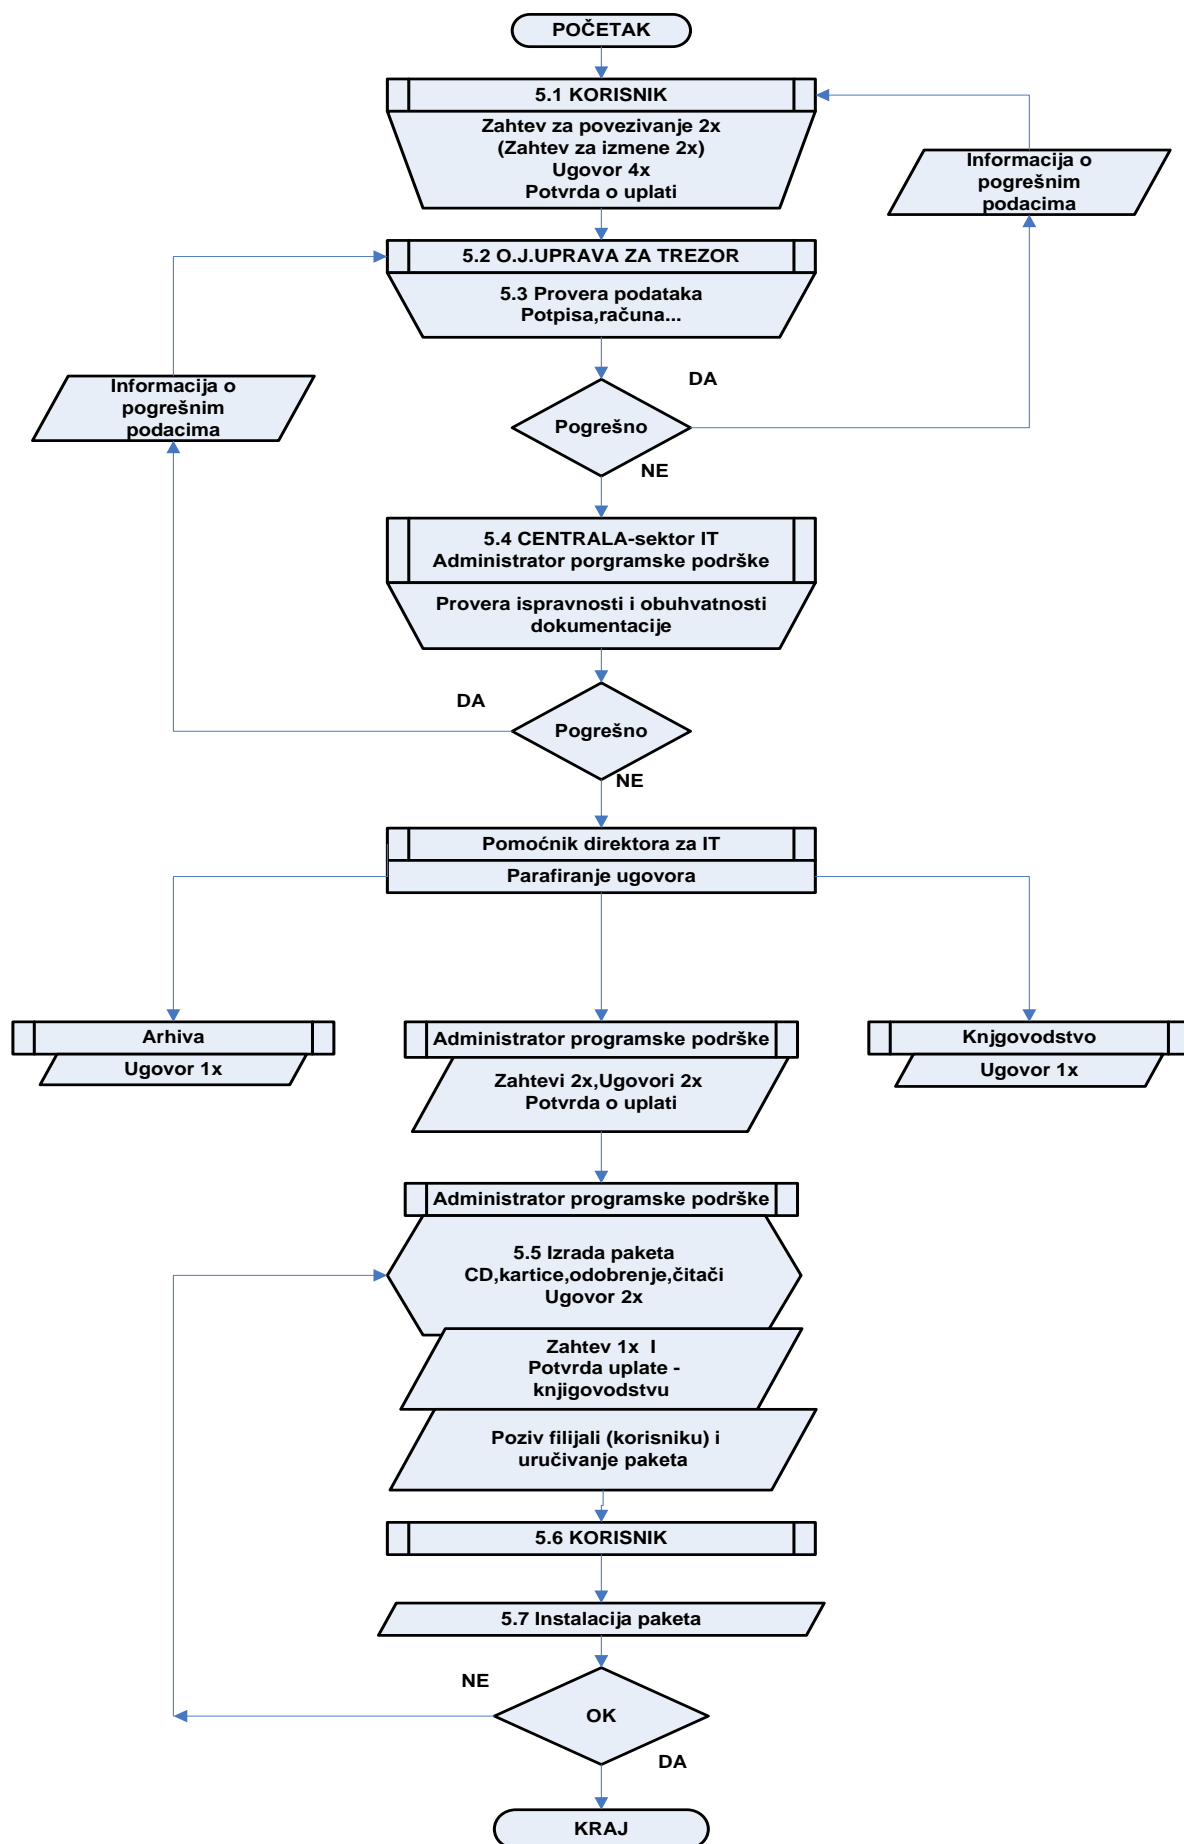 POČETAK
5.1 KORISNIK
Zahtev za povezivanje 2x
(Zahtev za izmene 2x)
Ugovor 4x
Potvrda o uplati
Informacija o
pogrešnim
podacima
5.2 O.J.UPRAVA ZA TREZOR
5.3 Provera podataka
Potpisa,računa...
Informacija o
pogrešnim
podacima
DA
Pogrešno
NE
5.4 CENTRALA-sektor IT
Administrator porgramske podrške
Provera ispravnosti i obuhvatnosti
dokumentacije
DA
Pogrešno
NE
Pomoćnik direktora za IT
Parafiranje ugovora
Arhiva
Ugovor 1x
Administrator programske podrške
Zahtevi 2x,Ugovori 2x
Potvrda o uplati
Knjgovodstvo
Ugovor 1x
Administrator programske podrške
5.5 Izrada paketa
CD,kartice,odobrenje,čitači
Ugovor 2x
Zahtev 1x I
Potvrda uplate -
knjigovodstvu
Poziv filijali (korisniku) i
uručivanje paketa
5.6 KORISNIK
5.7 Instalacija paketa
NE
OK
DA
KRAJ